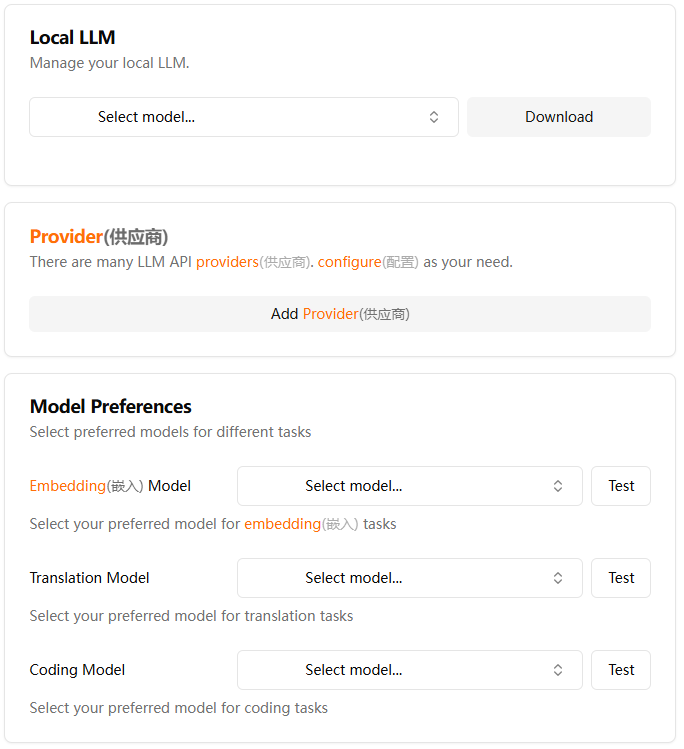 Local LLM
Manage your local LLM.
Select model... Download
Provider(供应商)
There are many LLM API providers(供应商). configure(配置) as your need.
Add Provider(供应商)
Model Preferences
Select preferred models for different tasks
Embedding(嵌入) Model Select model... Test
Select your preferred model for embedding(嵌入) tasks
Translation Model Select model... Test
Select your preferred model for translation tasks
Coding Model Select model... Test
Select your preferred model for coding tasks